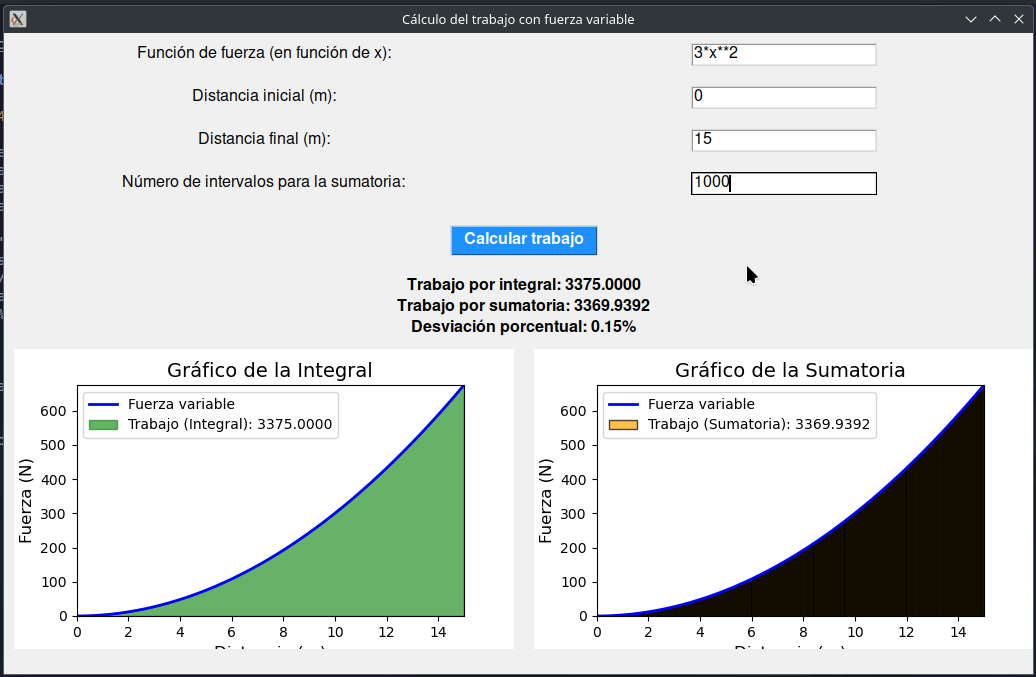 Cálculo del trabajo con fuerza variable
Función de fuerza (en función de x): 3*x**2
Distancia inicial (m): 0
Distancia final (m): 15
Número de intervalos para la sumatoria: 1000
Calcular trabajo
Trabajo por integral: 3375.0000
Trabajo por sumatoria: 3369.9392
Desviación porcentual: 0.15%
Gráfico de la Integral
Fuerza variable
Trabajo (Integral): 3375.0000
Fuerza (N)
600
500
400
300
200
100
0
0 2 4 6 8 10 12 14
Gráfico de la Sumatoria
Fuerza variable
Trabajo (Sumatoria): 3369.9392
Fuerza (N)
600
500
400
300
200
100
0
0 2 4 6 8 10 12 14